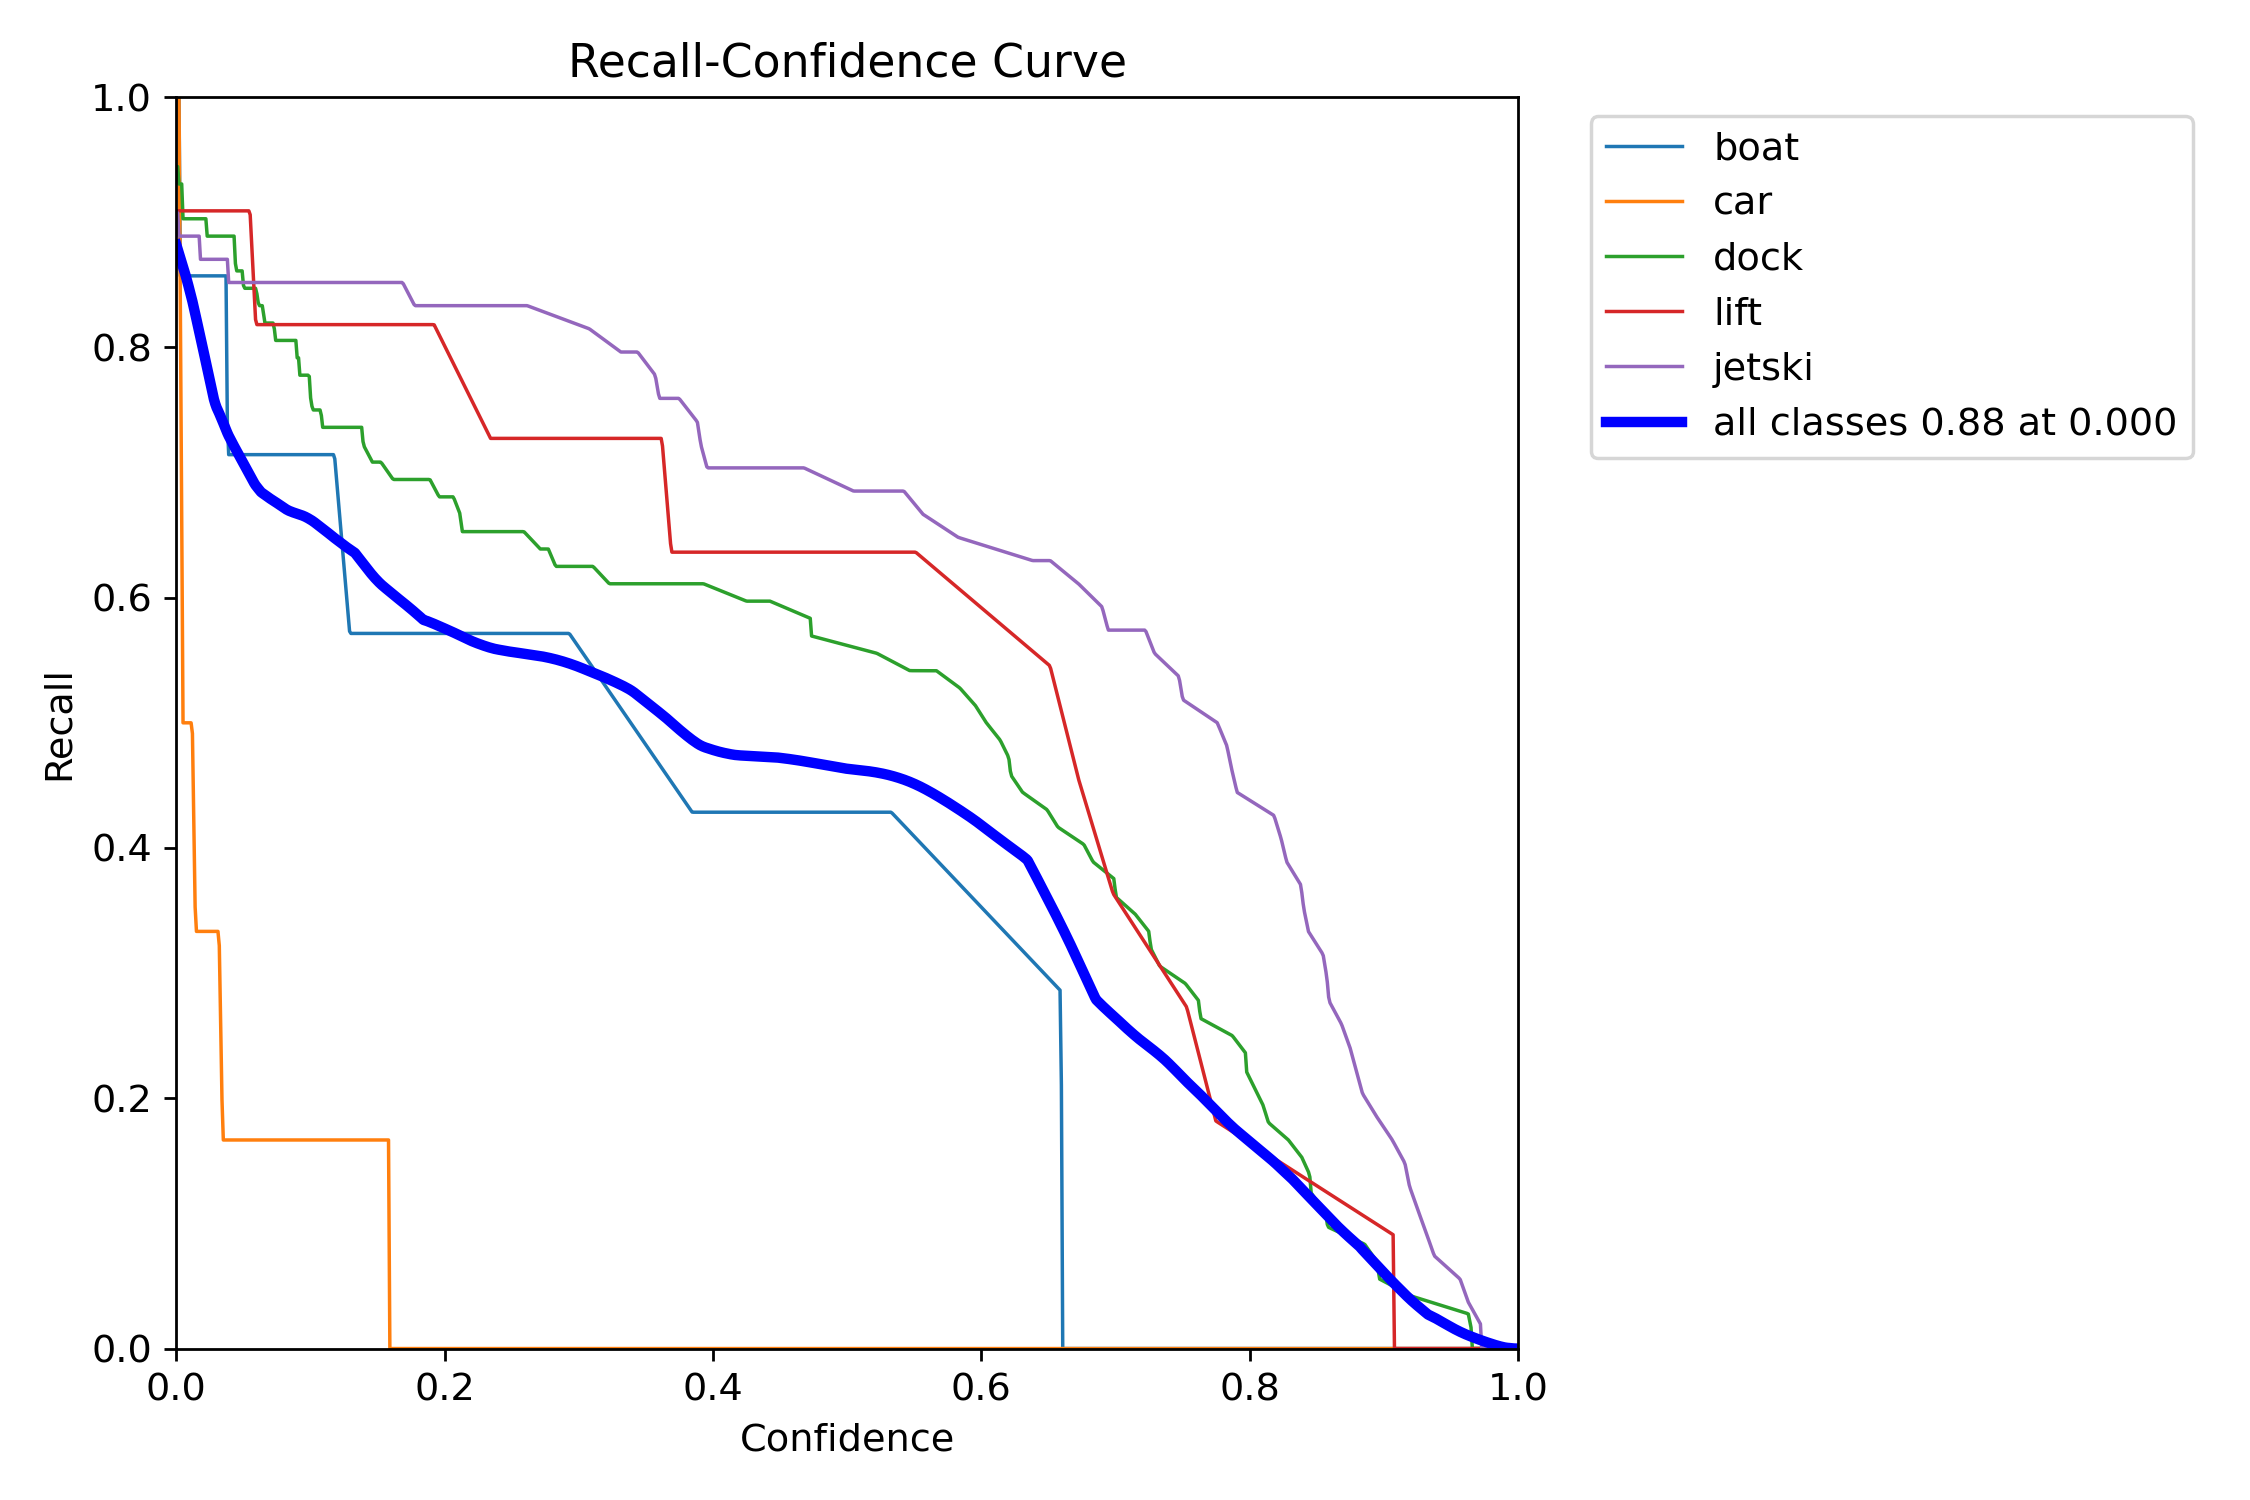 Recall-Confidence Curve
1.0
0.8
0.6
0.4
0.2
0.0
Recall
0.0 0.2 0.4 0.6 0.8 1.0
Confidence
boat
car
dock
lift
jetski
all classes 0.88 at 0.000